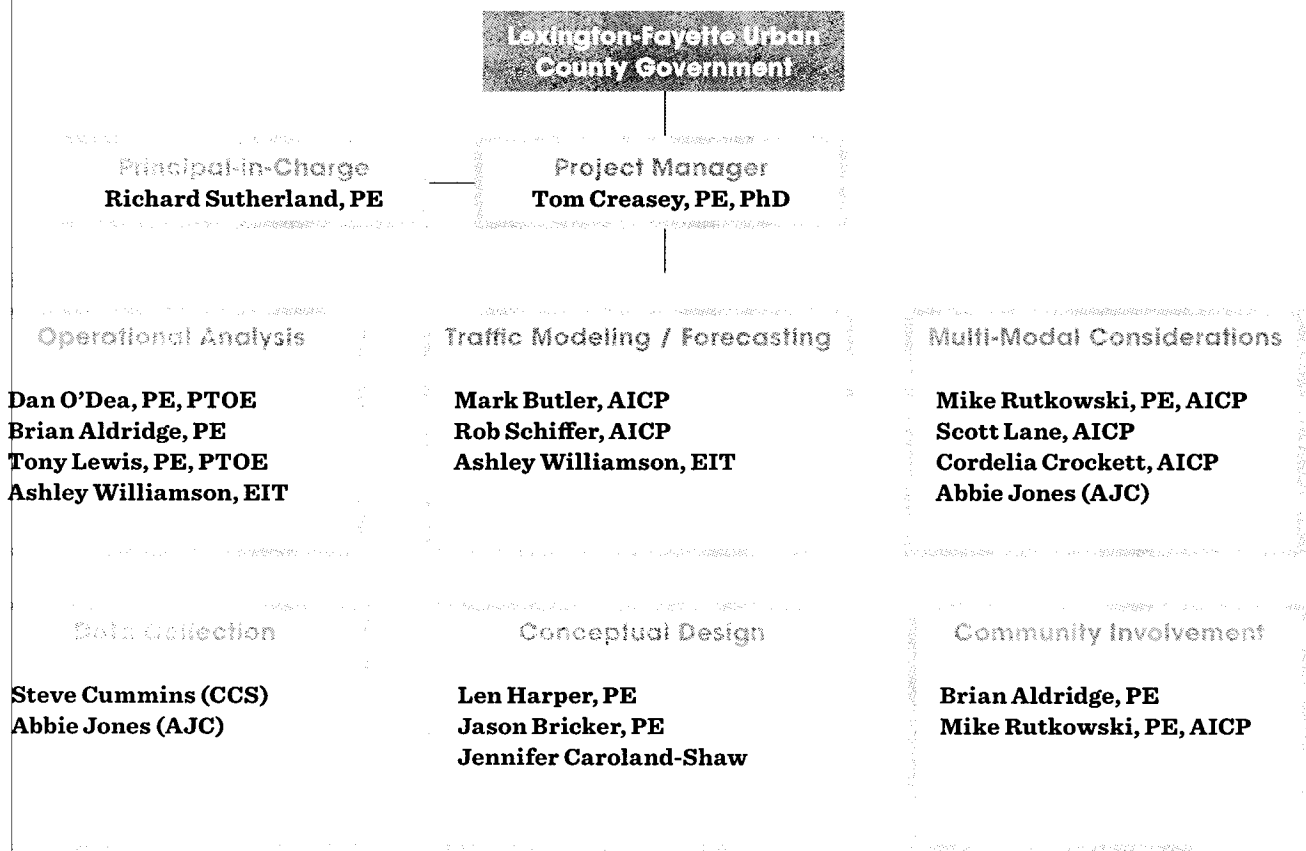 Lexington-Fayette Urban
County Government
Principal-in-Charge
Richard Sutherland, PE
Project Manager
Tom Creasey, PE, PhD
Operational Analysis
Dan O'Dea, PE, PTOE
Brian Aldridge, PE
Tony Lewis, PE, PTOE
Ashley Williamson, EIT
Traffic Modeling / Forecasting
Mark Butler, AICP
Rob Schiffer, AICP
Ashley Williamson, EIT
Multi-Modal Considerations
Mike Rutkowski, PE, AICP
Scott Lane, AICP
Cordelia Crockett, AICP
Abbie Jones (AJC)
Data Collection
Steve Cummins (CCS)
Abbie Jones (AJC)
Conceptual Design
Len Harper, PE
Jason Bricker, PE
Jennifer Caroland-Shaw
Community Involvement
Brian Aldridge, PE
Mike Rutkowski, PE, AICP